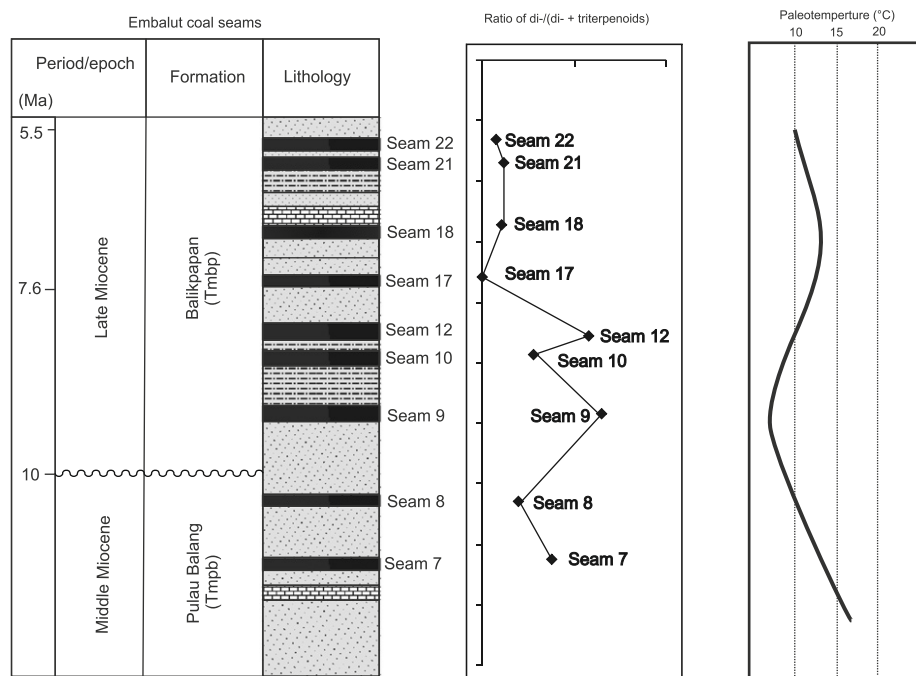 Embalut coal seams
Period/epoch
Formation
Lithology
(Ma)
5.5
7.6
10
Late Miocene
Middle Miocene
Balikpapan
(Tmbp)
Pulau Balang
(Tmpb)
Seam 22
Seam 21
Seam 18
Seam 17
Seam 12
Seam 10
Seam 9
Seam 8
Seam 7
Ratio of di-/(di- + triterpenoids)
Seam 22
Seam 21
Seam 18
Seam 17
Seam 12
Seam 10
Seam 9
Seam 8
Seam 7
Paleotemperture (°C)
10 15 20